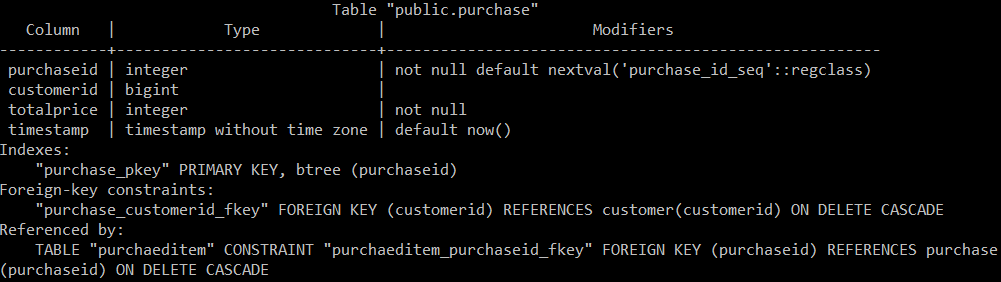 Table "public.purchase"
Column | Type | Modifiers
------------+-----------------------------+------------------------------------------------------
purchaseid | integer | not null default nextval('purchase_id_seq'::regclass)
customerid | bigint |
totalprice | integer | not null
timestamp | timestamp without time zone | default now()
Indexes:
"purchase_pkey" PRIMARY KEY, btree (purchaseid)
Foreign-key constraints:
"purchase_customerid_fkey" FOREIGN KEY (customerid) REFERENCES customer(customerid) ON DELETE CASCADE
Referenced by:
TABLE "purchaeditem" CONSTRAINT "purchaeditem_purchaseid_fkey" FOREIGN KEY (purchaseid) REFERENCES purchase
(purchaseid) ON DELETE CASCADE